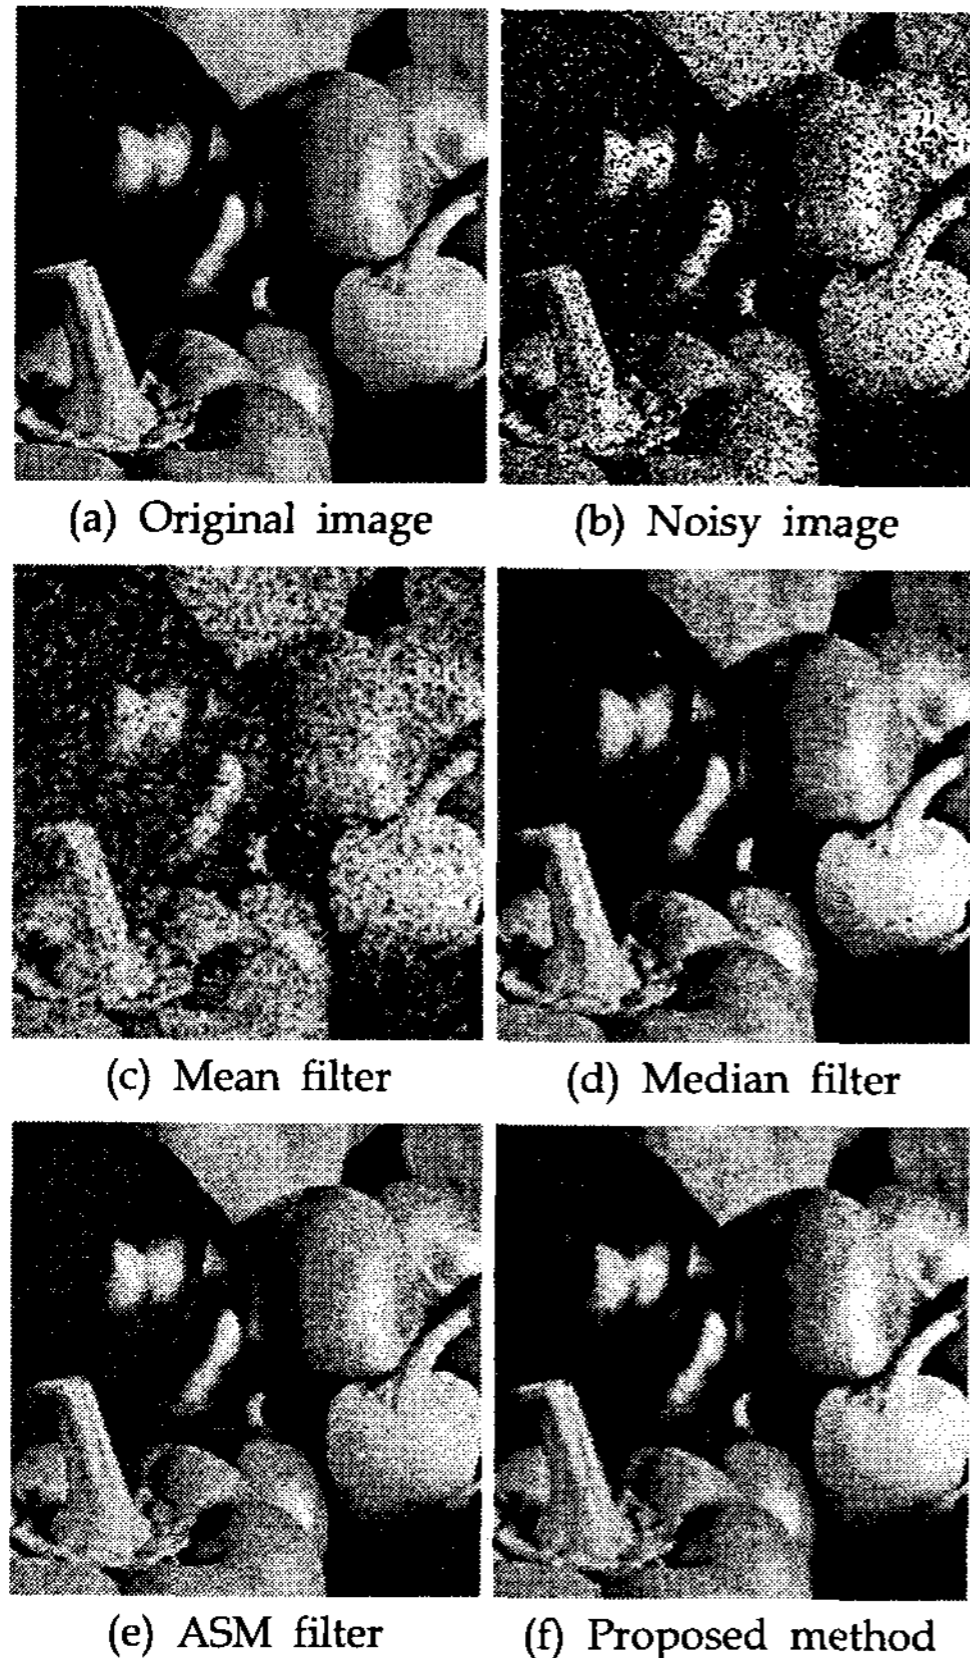 (a) Original image
(b) Noisy image
(c) Mean filter
(d) Median filter
(e) ASM filter
(f) Proposed method